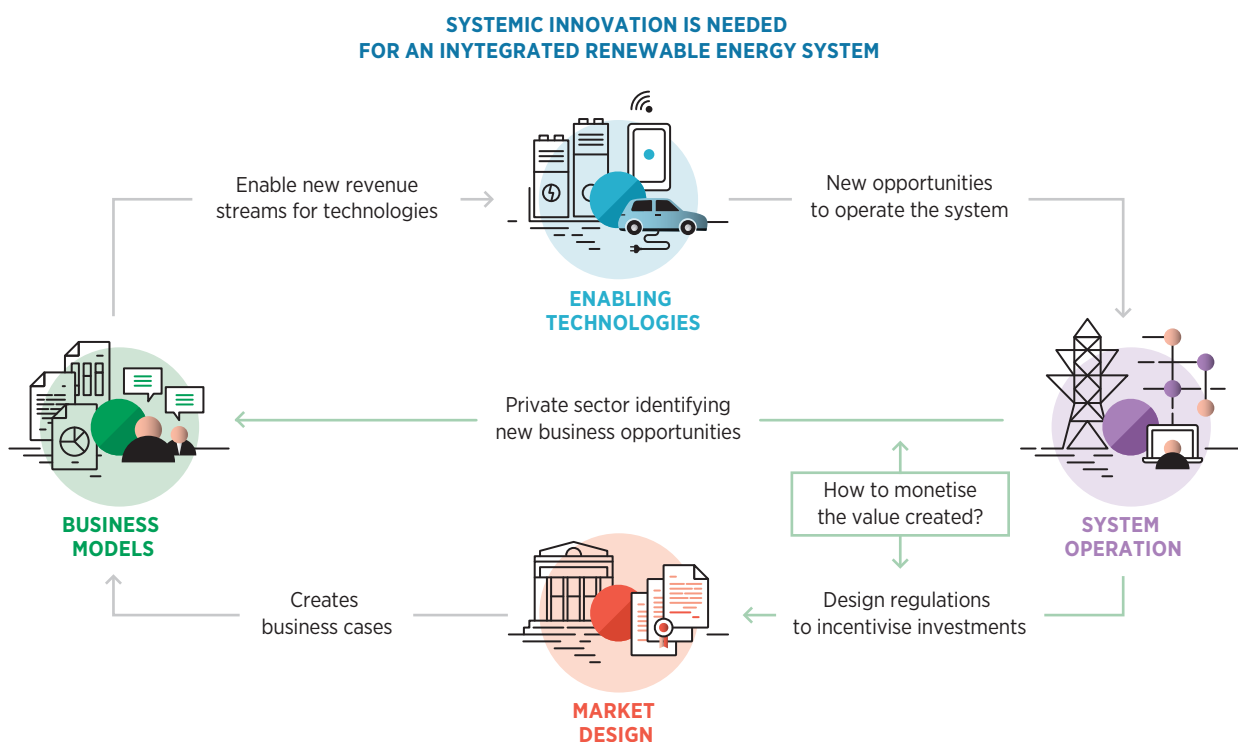 SYSTEMIC INNOVATION IS NEEDED
FOR AN INYTEGRATED RENEWABLE ENERGY SYSTEM
Enable new revenue
streams for technologies
New opportunities
to operate the system
ENABLING
TECHNOLOGIES
Private sector identifying
new business opportunities
How to monetise
the value created?
BUSINESS
MODELS
SYSTEM
OPERATION
Creates
business cases
Design regulations
to incentivise investments
MARKET
DESIGN